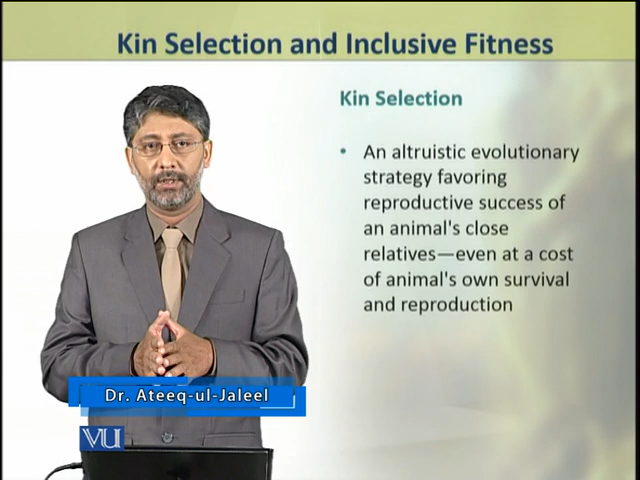 Kin Selection and Inclusive Fitness
Kin Selection
• An altruistic evolutionary
strategy favoring
reproductive success of
an animal's close
relatives—even at a cost
of animal's own survival
and reproduction
Dr. Ateeq-ul-Jaleel
VU